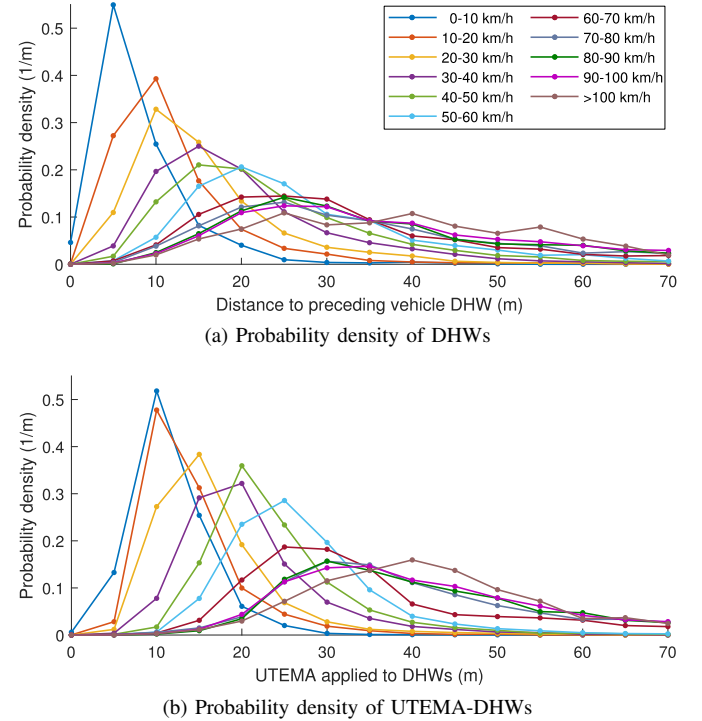 0.5
0.4
0.3
0.2
0.1
0
Probability density (1/m)
0-10 km/h
10-20 km/h
20-30 km/h
30-40 km/h
40-50 km/h
50-60 km/h
60-70 km/h
70-80 km/h
80-90 km/h
90-100 km/h
>100 km/h
0 10 20 30 40 50 60 70
Distance to preceding vehicle DHW (m)
(a) Probability density of DHWs
0.5
0.4
0.3
0.2
0.1
0
Probability density (1/m)
0 10 20 30 40 50 60 70
UTEMA applied to DHWs (m)
(b) Probability density of UTEMA-DHWs